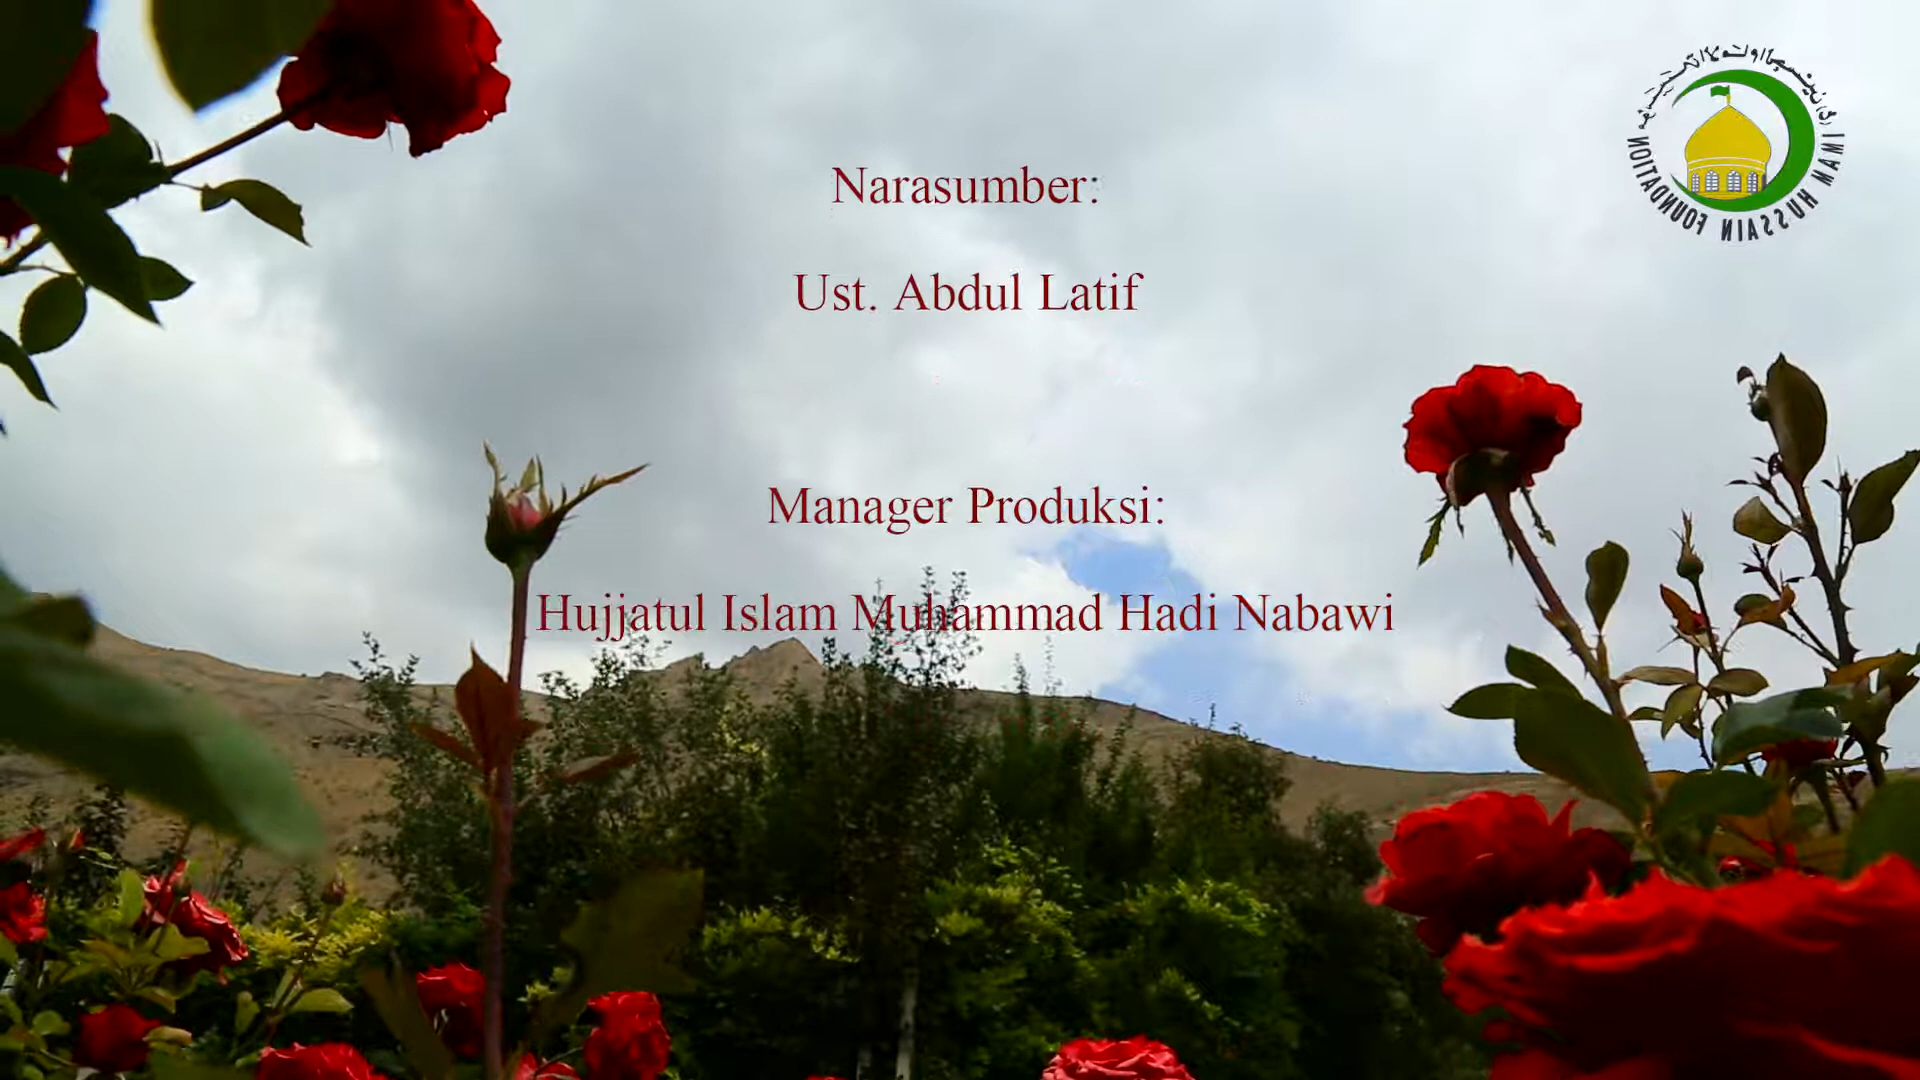 Narasumber:
Ust. Abdul Latif
Manager Produksi:
Hujjatul Islam Muhammad Hadi Nabawi
IMAM HUSSAIN FOUNDATION